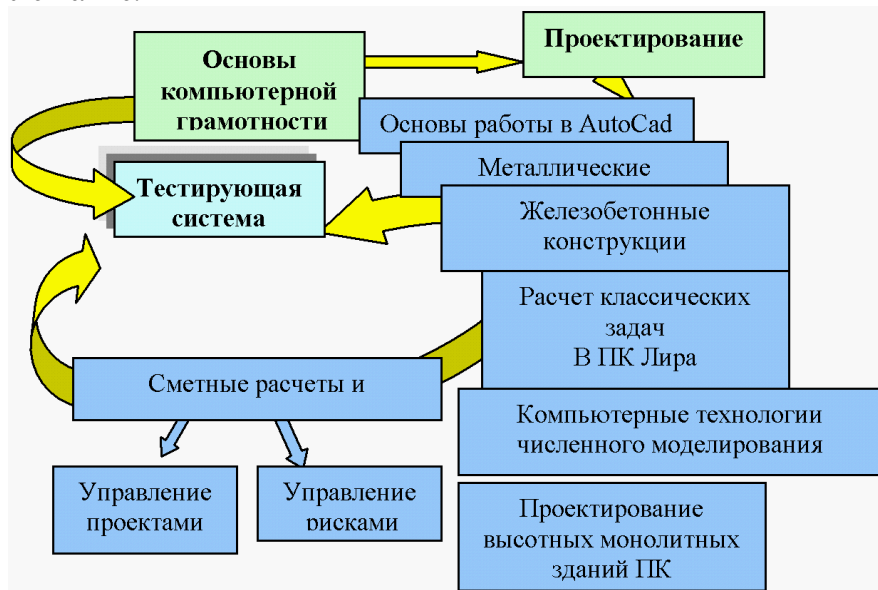 Основы
компьютерной
грамотности
Проектирование
Основы работы в AutoCad
Металлические
Тестирующая
система
Железобетонные
конструкции
Расчет классических
задач
В ПК Лира
Сметные расчеты и
Компьютерные технологии
численного моделирования
Управление
проектами
Управление
рисками
Проектирование
высотных монолитных
зданий ПК